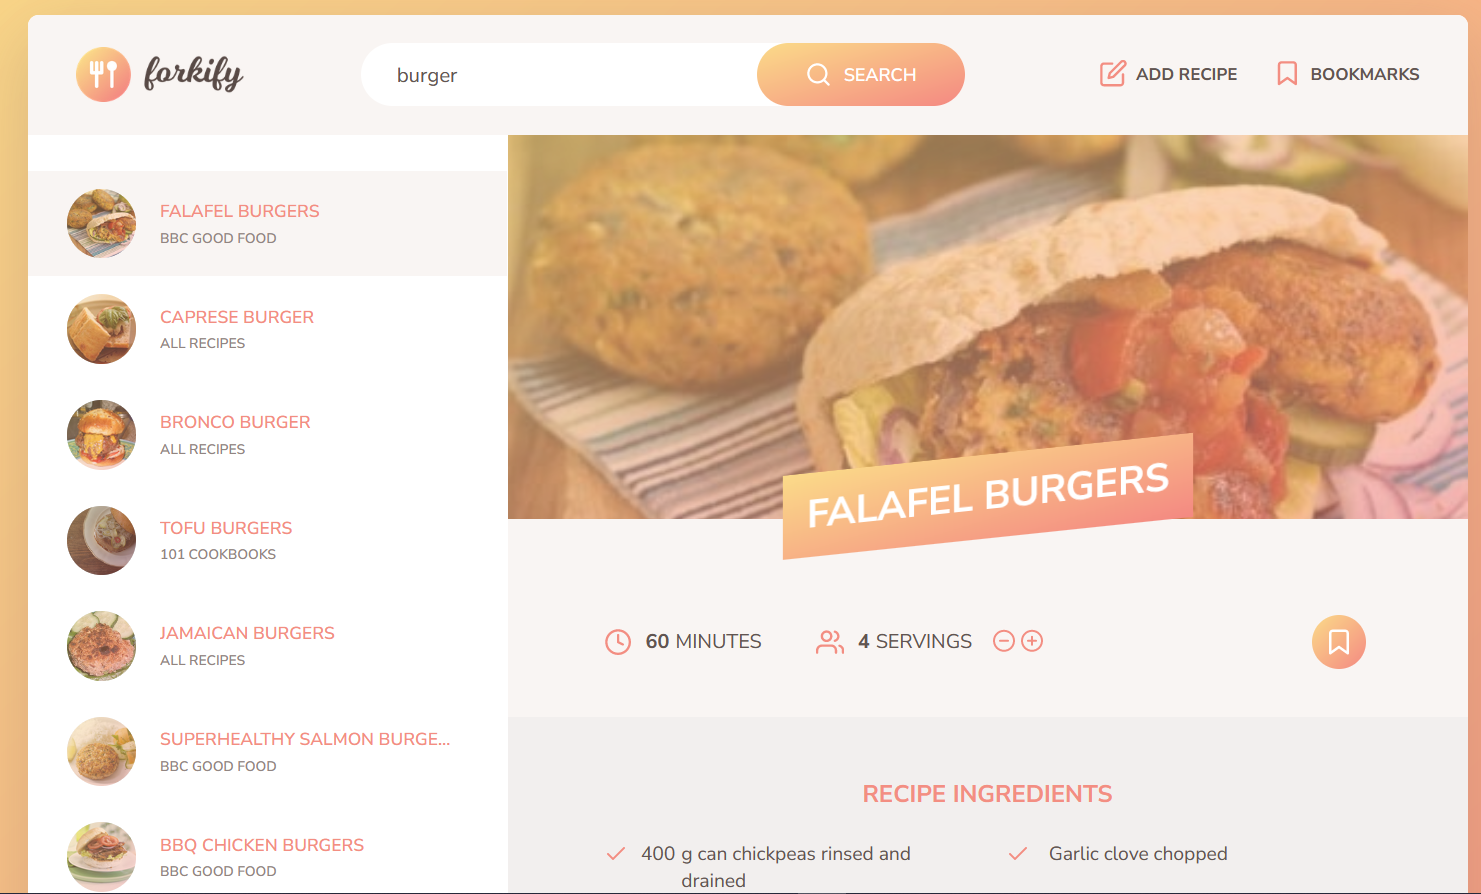 forkify
burger
SEARCH
ADD RECIPE
BOOKMARKS
FALAFEL BURGERS
BBC GOOD FOOD
CAPRESE BURGER
ALL RECIPES
BRONCO BURGER
ALL RECIPES
TOFU BURGERS
101 COOKBOOKS
JAMAICAN BURGERS
ALL RECIPES
SUPERHEALTHY SALMON BURGE...
BBC GOOD FOOD
BBQ CHICKEN BURGERS
BBC GOOD FOOD
FALAFEL BURGERS
60 MINUTES
4 SERVINGS
RECIPE INGREDIENTS
400 g can chickpeas rinsed and
drained
Garlic clove chopped